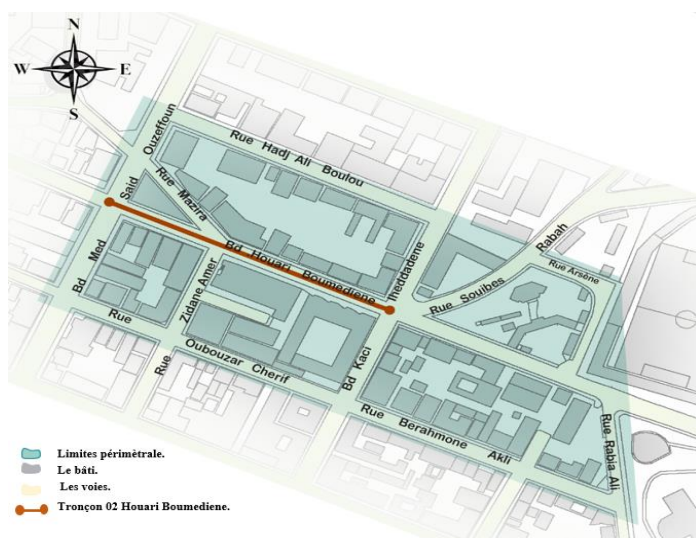 N
W E
S
Rue Hadj Ali Boulou
Bd Med Said Ouzeffoun
Rue Mazira
Bd Houari Boumediene
Bd Kaci Iheddadene
Rue Souibes Rabah
Rue Arsène
Rue Zidane Amer
Rue Oubouzar Cherif
Rue Berahmone Akli
Rue Rabia Ali
Limites périmètrale.
Le bâti.
Les voies.
Tronçon 02 Houari Boumediene.